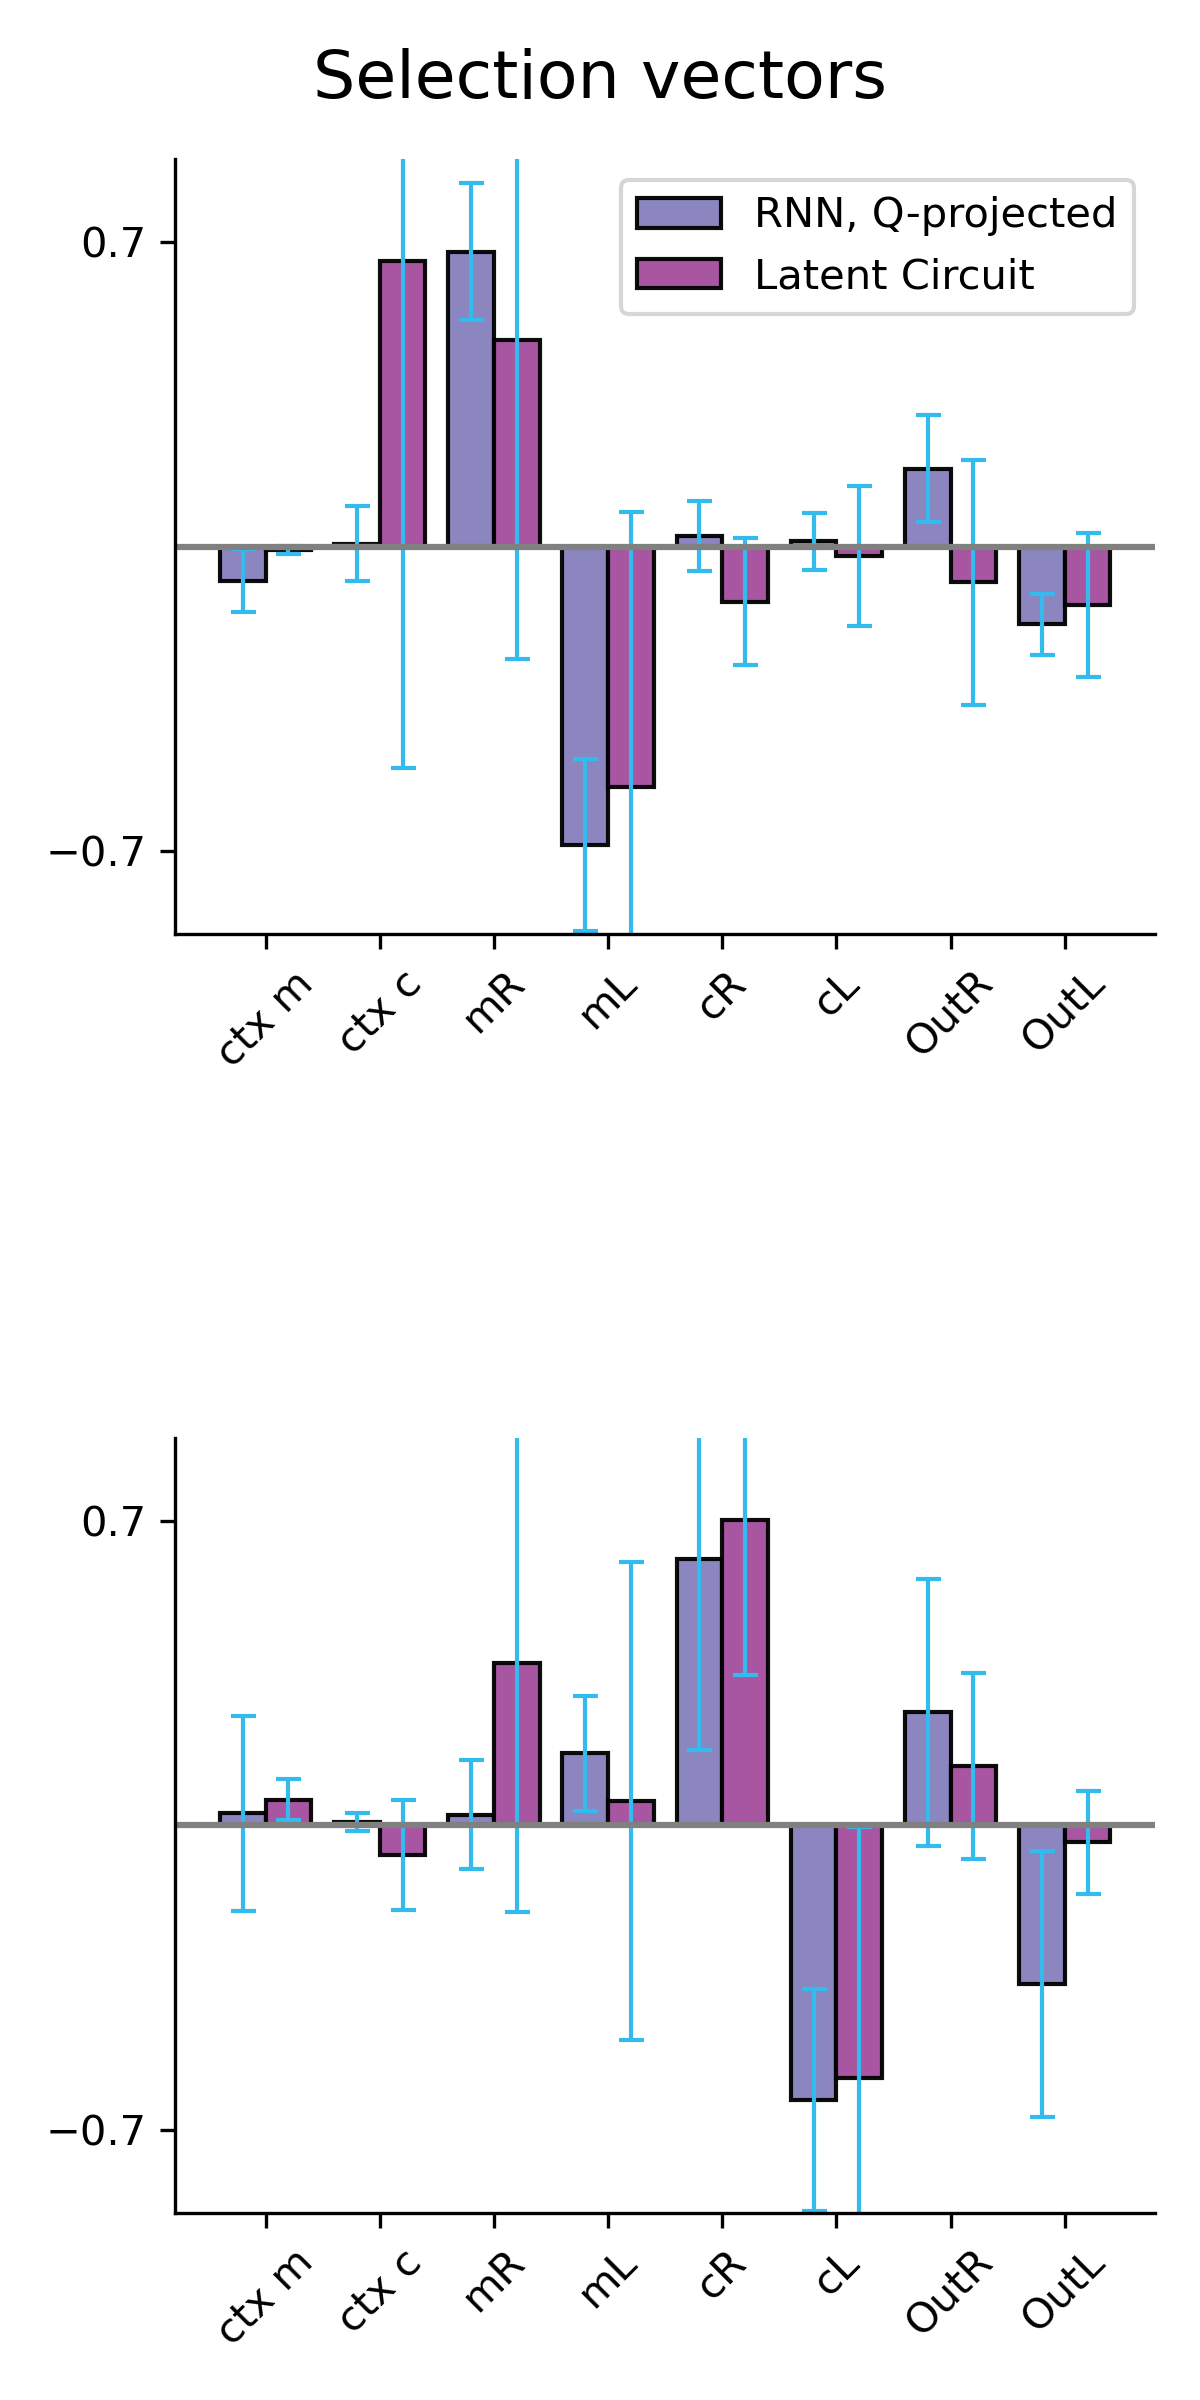 Selection vectors
RNN, Q-projected
Latent Circuit
0.7
−0.7
ctx m
ctx c
mR
mL
cR
cL
OutR
OutL
0.7
−0.7
ctx m
ctx c
mR
mL
cR
cL
OutR
OutL